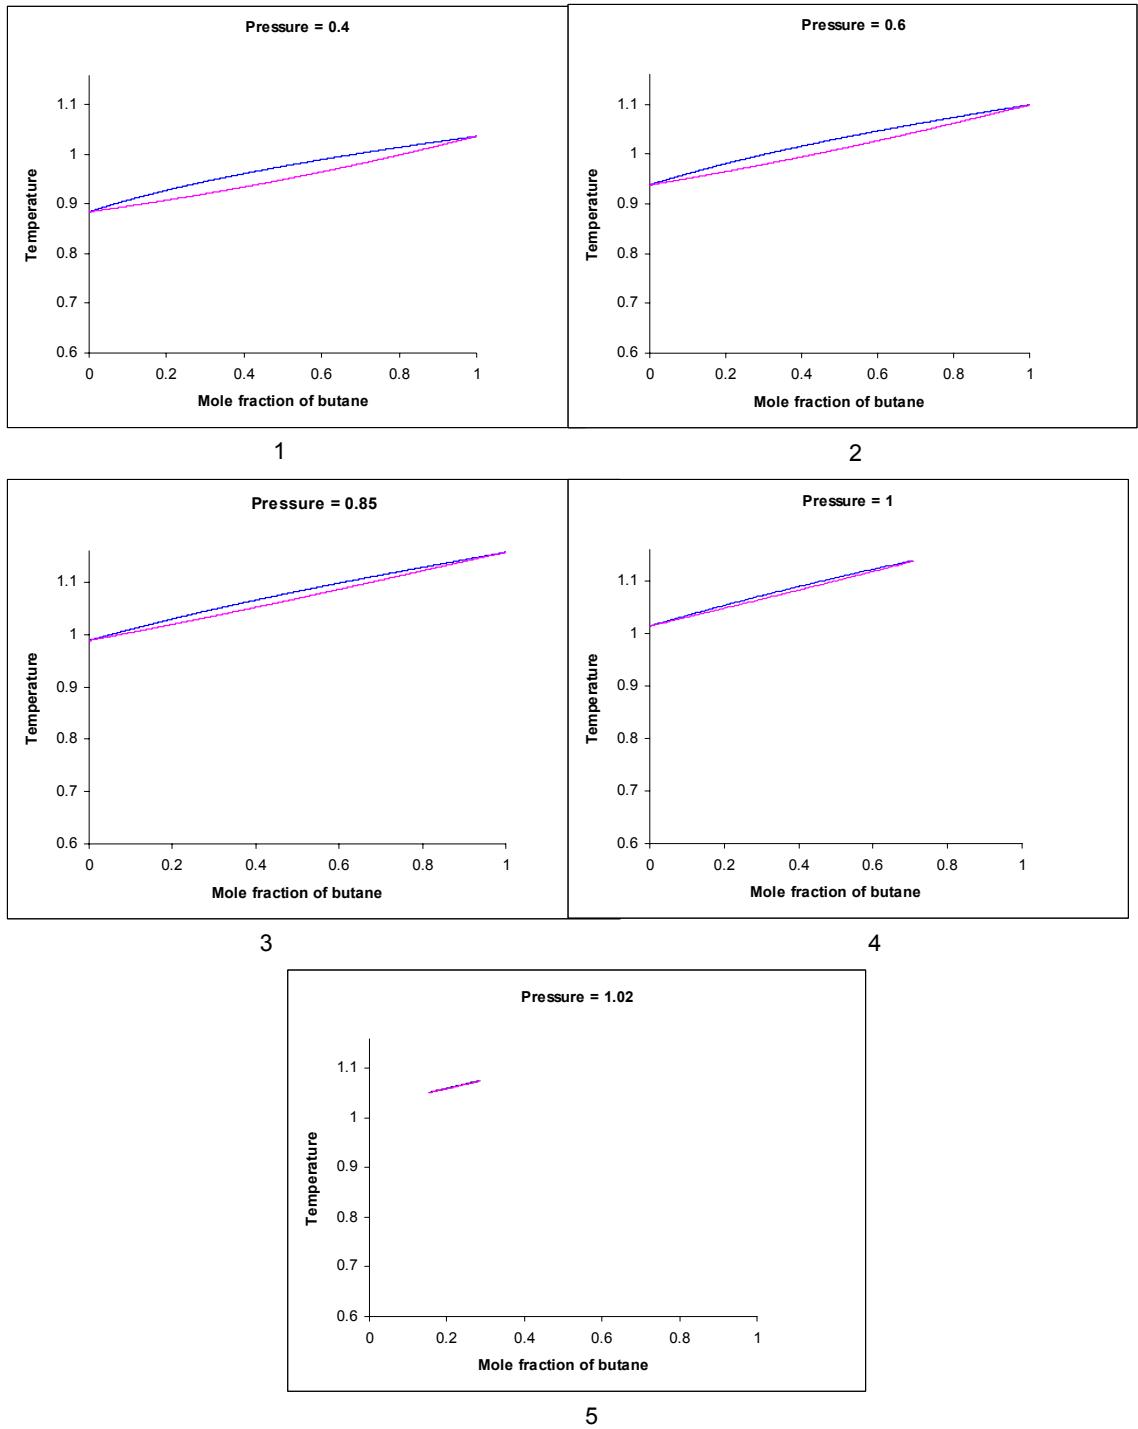 Pressure = 0.4
1.1
1
0.9
0.8
0.7
0.6
Temperature
0 0.2 0.4 0.6 0.8 1
Mole fraction of butane
1
Pressure = 0.6
1.1
1
0.9
0.8
0.7
0.6
Temperature
0 0.2 0.4 0.6 0.8 1
Mole fraction of butane
2
Pressure = 0.85
1.1
1
0.9
0.8
0.7
0.6
Temperature
0 0.2 0.4 0.6 0.8 1
Mole fraction of butane
3
Pressure = 1
1.1
1
0.9
0.8
0.7
0.6
Temperature
0 0.2 0.4 0.6 0.8 1
Mole fraction of butane
4
Pressure = 1.02
1.1
1
0.9
0.8
0.7
0.6
Temperature
0 0.2 0.4 0.6 0.8 1
Mole fraction of butane
5